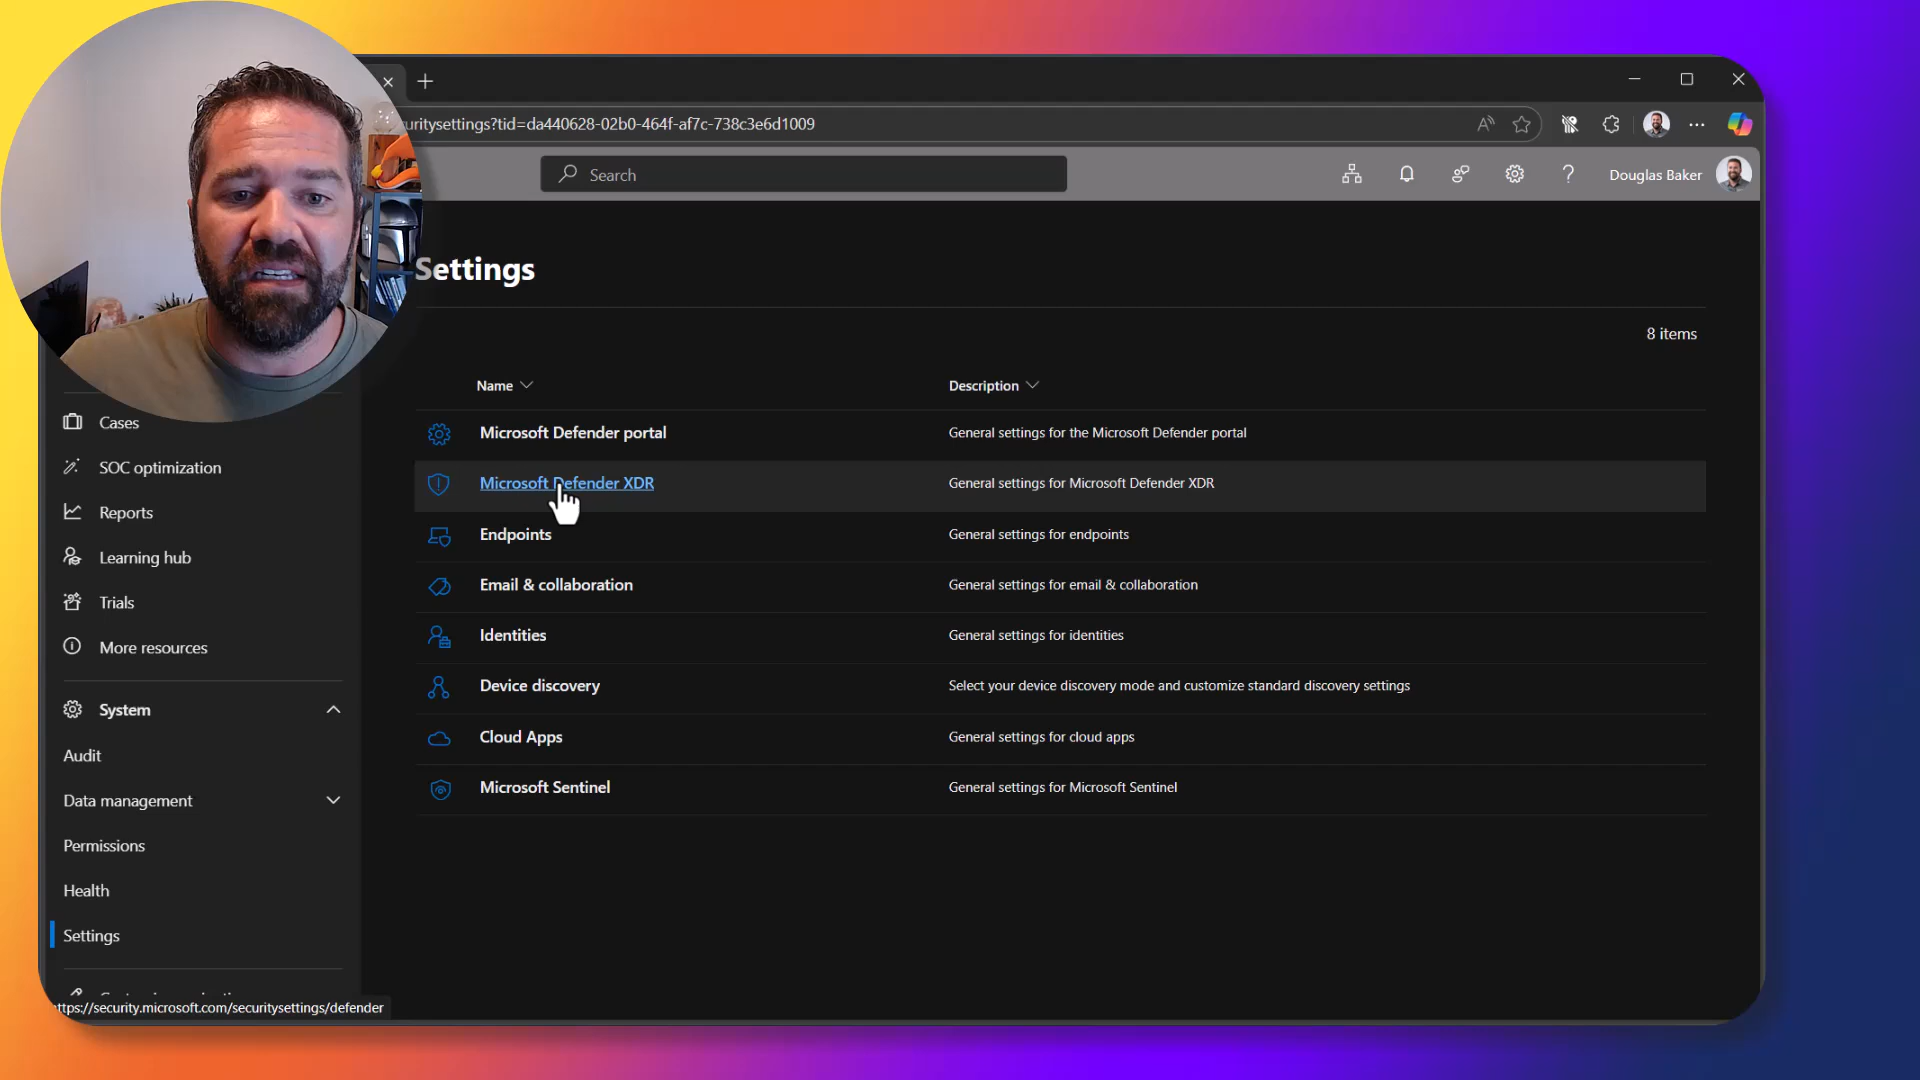 uritysettings?tid=da440628-02b0-464f-af7c-738c3e6d1009
Search
Douglas Baker
Settings
8 items
Name
Description
Microsoft Defender portal
General settings for the Microsoft Defender portal
Microsoft Defender XDR
General settings for Microsoft Defender XDR
Endpoints
General settings for endpoints
Email & collaboration
General settings for email & collaboration
Identities
General settings for identities
Device discovery
Select your device discovery mode and customize standard discovery settings
Cloud Apps
General settings for cloud apps
Microsoft Sentinel
General settings for Microsoft Sentinel
Cases
SOC optimization
Reports
Learning hub
Trials
More resources
System
Audit
Data management
Permissions
Health
Settings
ttps://security.microsoft.com/securitysettings/defender